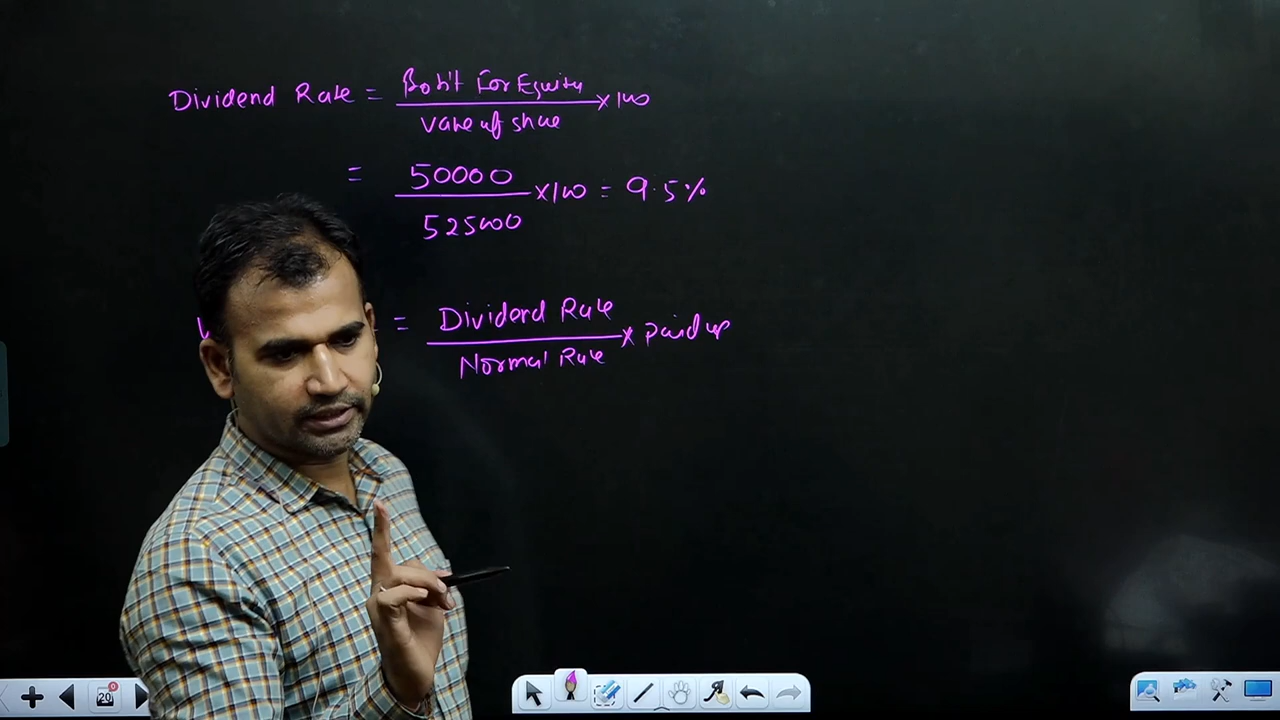 Dividend Rate = Profit For Equity / Value of share × 100
= 50000 / 525000 × 100 = 9.5%
= Dividend Rate / Normal Rate × Paid up
20